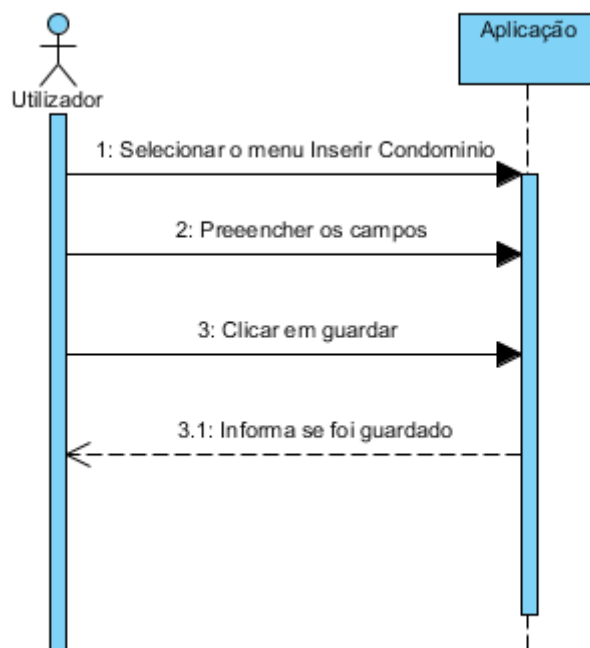 Aplicação
Utilizador
1: Selecionar o menu Inserir Condominio
2: Preeencher os campos
3: Clicar em guardar
3.1: Informa se foi guardado